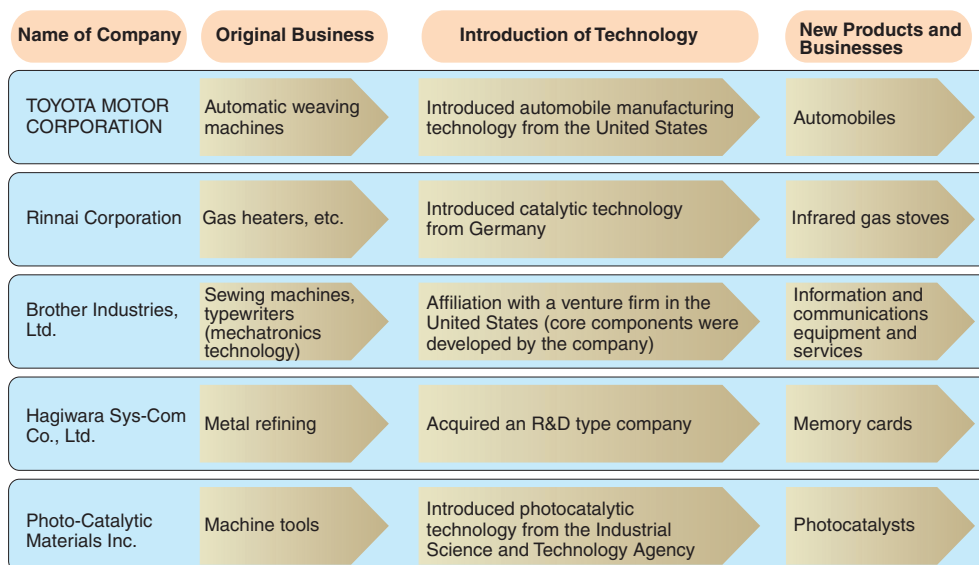 Name of Company
Original Business
Introduction of Technology
New Products and
Businesses
TOYOTA MOTOR
CORPORATION
Automatic weaving
machines
Introduced automobile manufacturing
technology from the United States
Automobiles
Rinnai Corporation
Gas heaters, etc.
Introduced catalytic technology
from Germany
Infrared gas stoves
Brother Industries,
Ltd.
Sewing machines,
typewriters
(mechatronics
technology)
Affiliation with a venture firm in the
United States (core components were
developed by the company)
Information and
communications
equipment and
services
Hagiwara Sys-Com
Co., Ltd.
Metal refining
Acquired an R&D type company
Memory cards
Photo-Catalytic
Materials Inc.
Machine tools
Introduced photocatalytic
technology from the Industrial
Science and Technology Agency
Photocatalysts